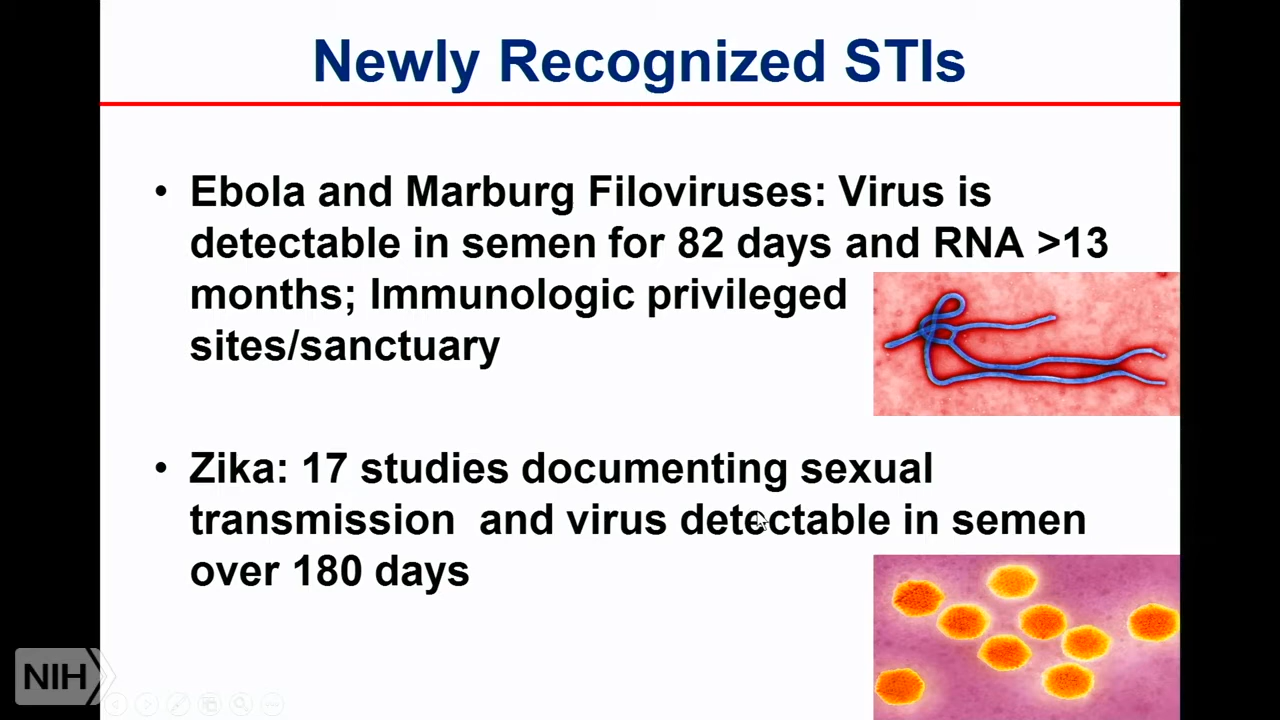 Newly Recognized STIs
• Ebola and Marburg Filoviruses: Virus is
detectable in semen for 82 days and RNA >13
months; Immunologic privileged
sites/sanctuary
• Zika: 17 studies documenting sexual
transmission and virus detectable in semen
over 180 days
NIH